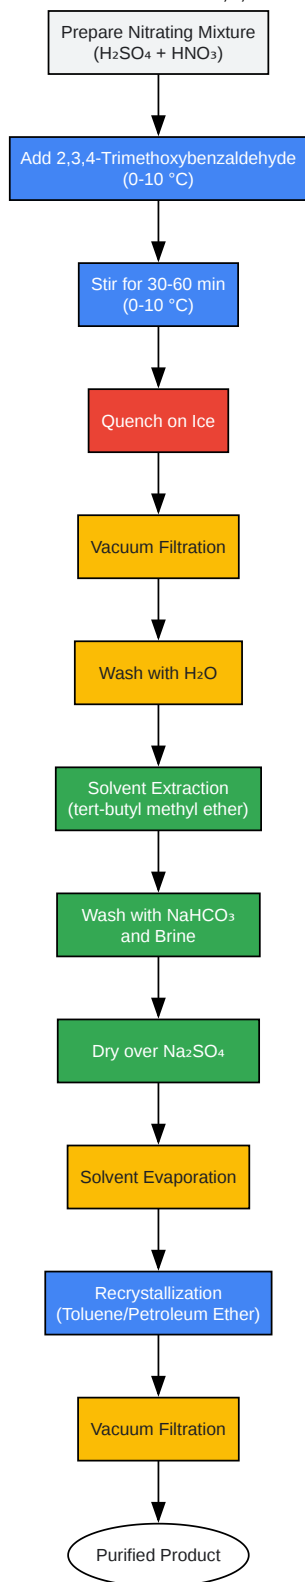 Prepare Nitrating Mixture
(H₂SO₄ + HNO₃)
Add 2,3,4-Trimethoxybenzaldehyde
(0-10 °C)
Stir for 30-60 min
(0-10 °C)
Quench on Ice
Vacuum Filtration
Wash with H₂O
Solvent Extraction
(tert-butyl methyl ether)
Wash with NaHCO₃
and Brine
Dry over Na₂SO₄
Solvent Evaporation
Recrystallization
(Toluene/Petroleum Ether)
Vacuum Filtration
Purified Product